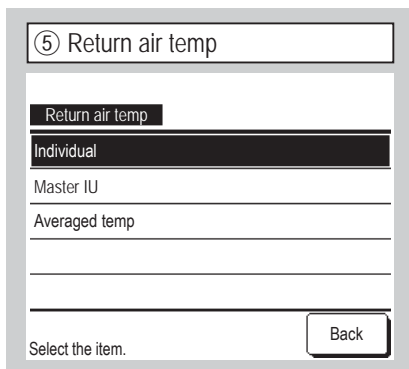 ⑤ Return air temp
Return air temp
Individual
Master IU
Averaged temp
Select the item.
Back